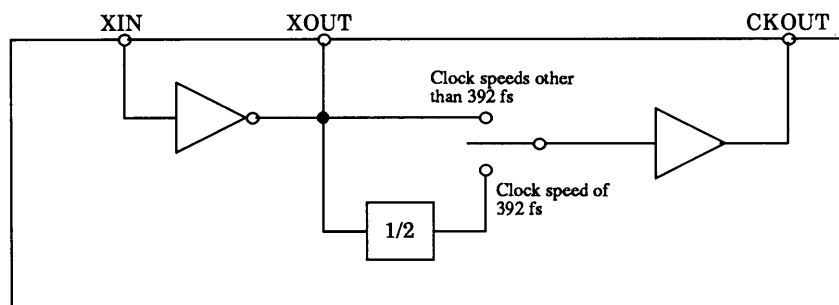 XIN
XOUT
CKOUT
Clock speeds other
than 392 fs
Clock speed of
392 fs
1/2